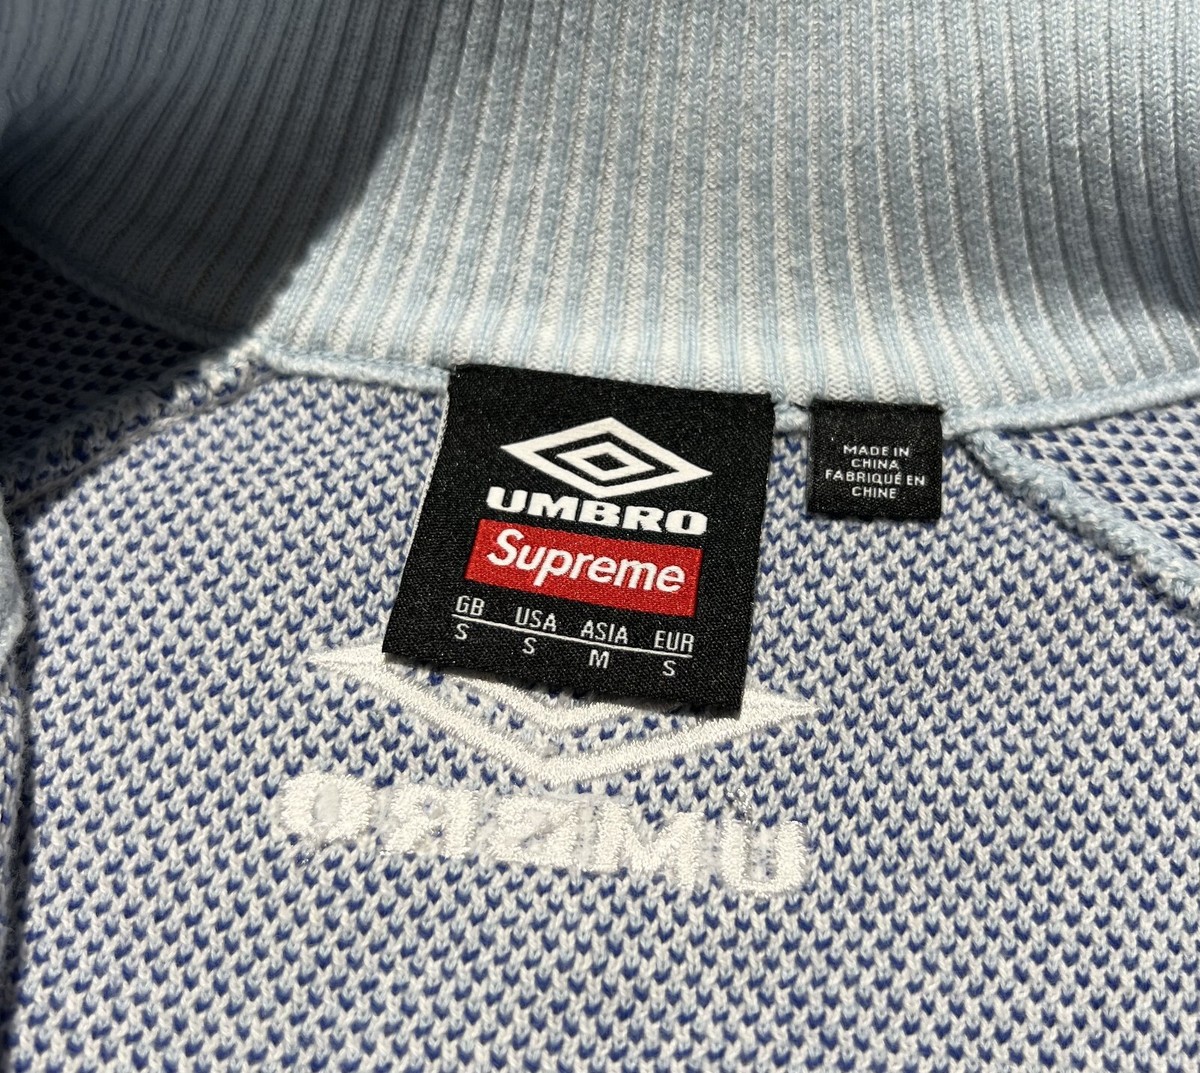 UMBRO
Supreme
GB USA ASIA EUR
S S M S
MADE IN
CHINA
FABRIQUÉ EN
CHINE